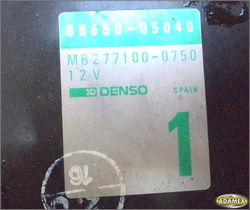 88650-05040
MB277100-0750
12V
DENSO
SPAIN
1
16
ADAMEX